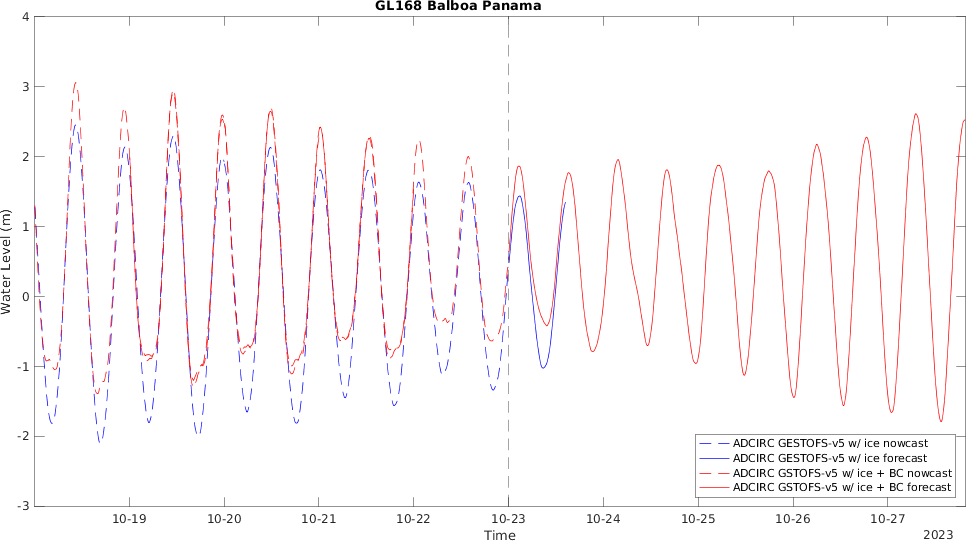 GL168 Balboa Panama
4
3
2
1
0
-1
-2
-3
Water Level (m)
10-19
10-20
10-21
10-22
10-23
10-24
10-25
10-26
10-27
Time
2023
ADCIRC GESTOFS-v5 w/ ice nowcast
ADCIRC GESTOFS-v5 w/ ice forecast
ADCIRC GSTOFS-v5 w/ ice + BC nowcast
ADCIRC GSTOFS-v5 w/ ice + BC forecast